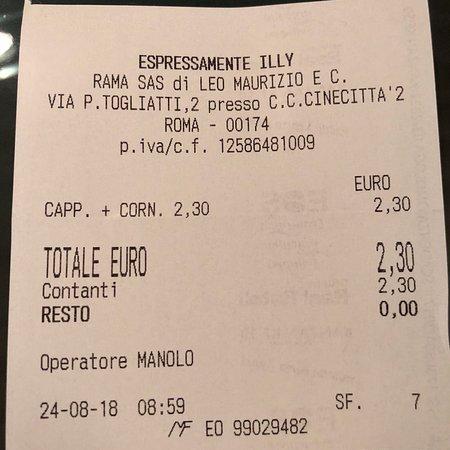 ESPRESSAMENTE ILLY
RAMA SAS di LEO MAURIZIO E C.
VIA P.TOGLIATTI,2 presso C.C.CINECITTA'2
ROMA - 00174
p.iva/c.f. 12586481009
EURO
CAPP. + CORN. 2,30 2,30
TOTALE EURO 2,30
Contanti 2,30
RESTO 0,00
Operatore MANOLO
24-08-18 08:59 SF. 7
MF EO 99029482